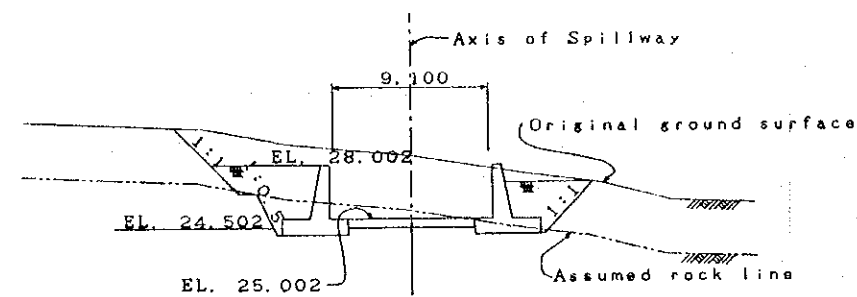 Axis of Spillway
9.100
Original ground surface
1:1
EL. 28.002
1:0.5
1:1
EL. 24.502
EL. 25.002
Assumed rock line